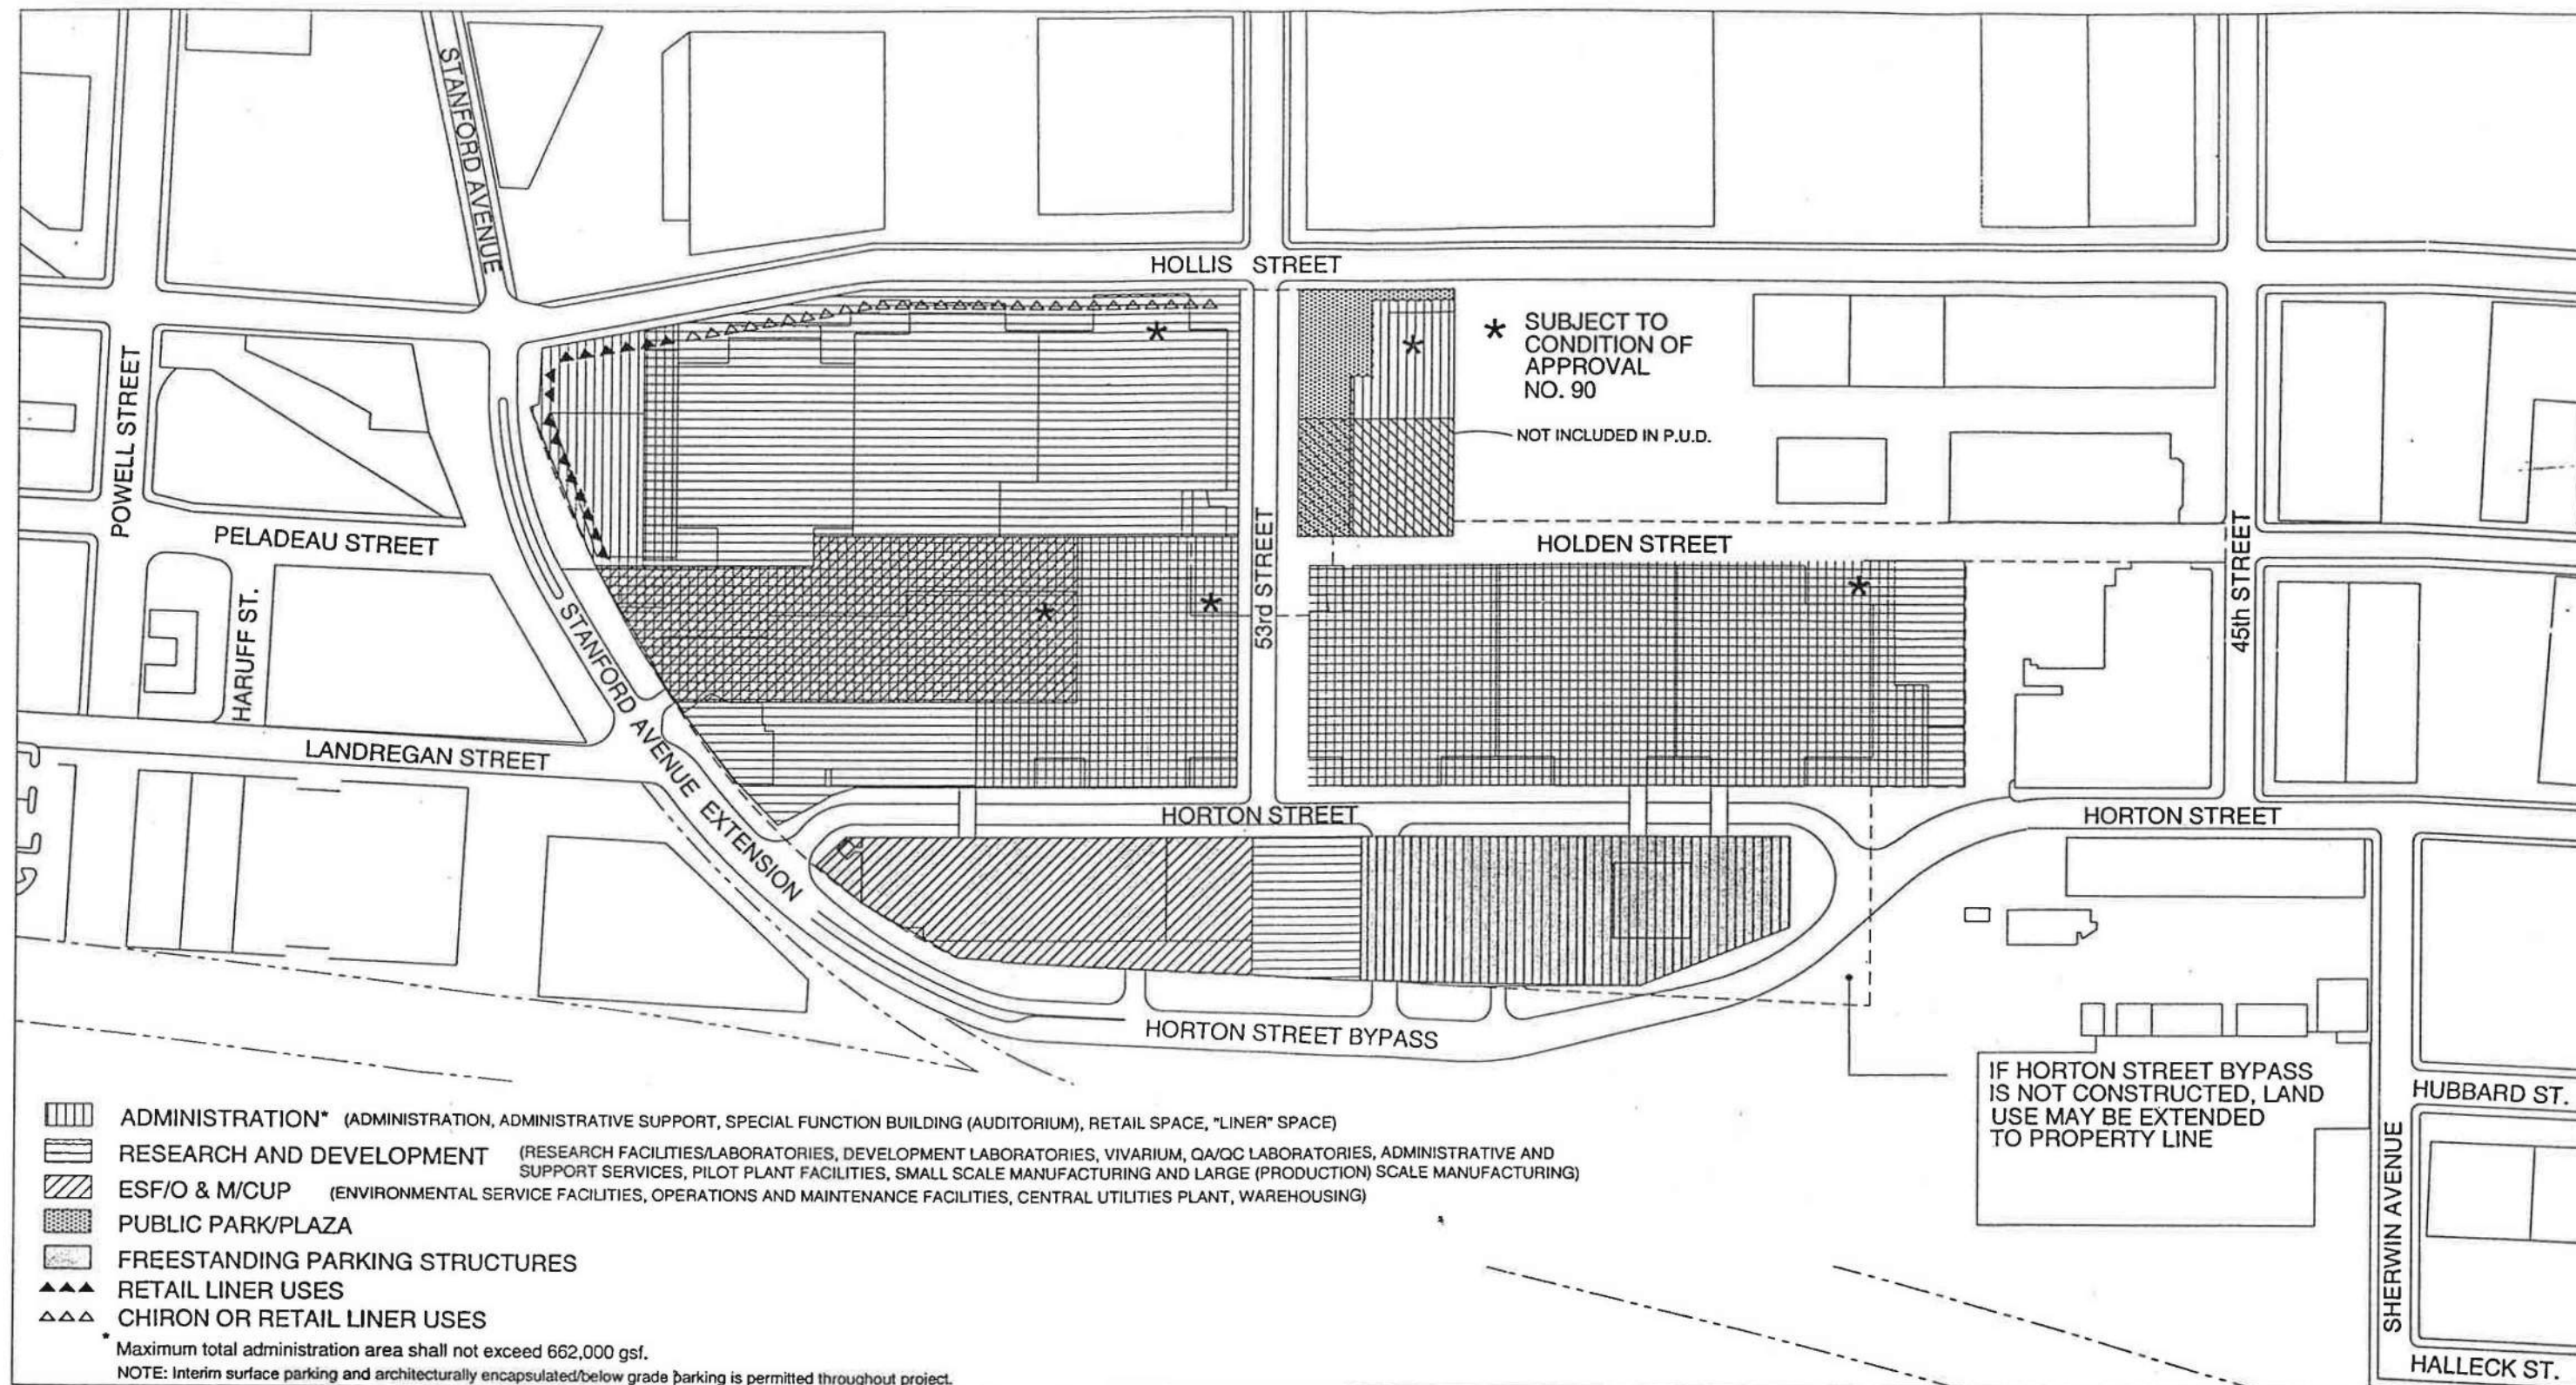 STANFORD AVENUE
HOLLIS STREET
* SUBJECT TO
CONDITION OF
APPROVAL
NO. 90
NOT INCLUDED IN P.U.D.
POWELL STREET
PELADEAU STREET
HARUFF ST.
53rd STREET
HOLDEN STREET
45th STREET
STANFORD AVENUE EXTENSION
LANDREGAN STREET
HORTON STREET
HORTON STREET
HORTON STREET BYPASS
IF HORTON STREET BYPASS
IS NOT CONSTRUCTED, LAND
USE MAY BE EXTENDED
TO PROPERTY LINE
HUBBARD ST.
SHERWIN AVENUE
HALLECK ST.
ADMINISTRATION* (ADMINISTRATION, ADMINISTRATIVE SUPPORT, SPECIAL FUNCTION BUILDING (AUDITORIUM), RETAIL SPACE, "LINER" SPACE)
RESEARCH AND DEVELOPMENT (RESEARCH FACILITIES/LABORATORIES, DEVELOPMENT LABORATORIES, VIVARIUM, QA/QC LABORATORIES, ADMINISTRATIVE AND
SUPPORT SERVICES, PILOT PLANT FACILITIES, SMALL SCALE MANUFACTURING AND LARGE (PRODUCTION) SCALE MANUFACTURING)
ESF/O & M/CUP (ENVIRONMENTAL SERVICE FACILITIES, OPERATIONS AND MAINTENANCE FACILITIES, CENTRAL UTILITIES PLANT, WAREHOUSING)
PUBLIC PARK/PLAZA
FREESTANDING PARKING STRUCTURES
RETAIL LINER USES
CHIRON OR RETAIL LINER USES
* Maximum total administration area shall not exceed 662,000 gsf.
NOTE: Interim surface parking and architecturally encapsulated/below grade parking is permitted throughout project.